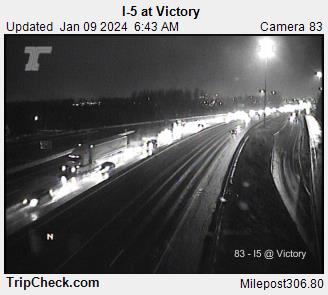 I-5 at Victory
Updated Jan 09 2024 6:43 AM Camera 83
T
N
83 - I5 @ Victory
TripCheck.com Milepost306.80